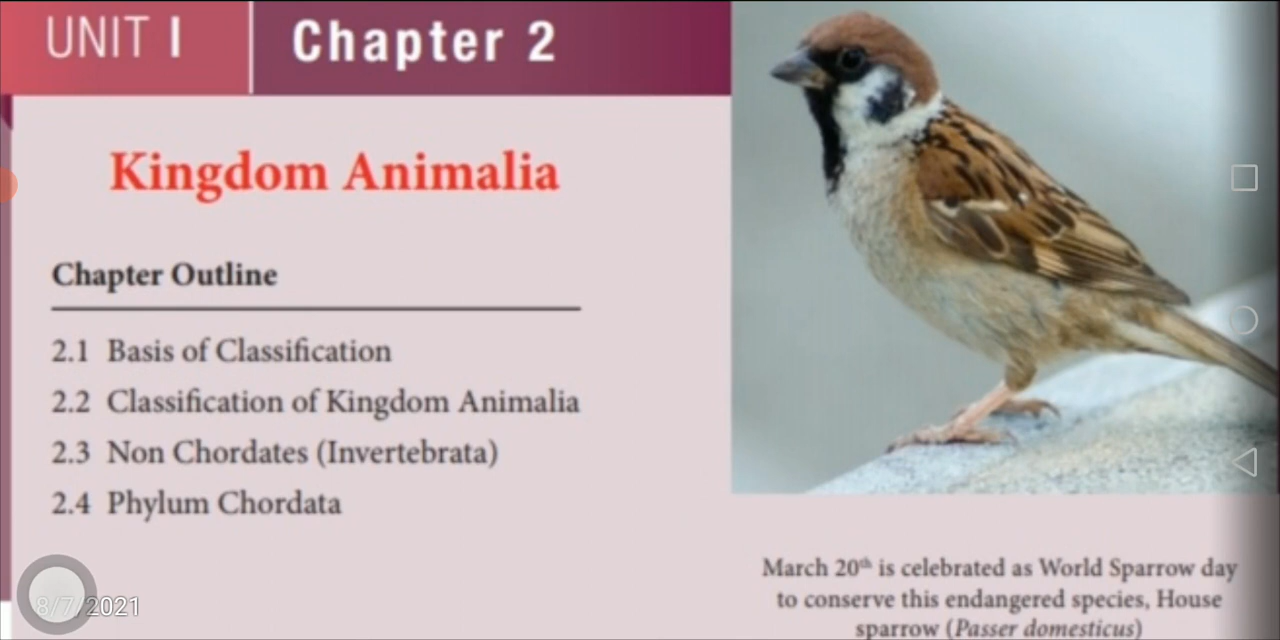 UNIT I
Chapter 2
Kingdom Animalia
Chapter Outline
2.1 Basis of Classification
2.2 Classification of Kingdom Animalia
2.3 Non Chordates (Invertebrata)
2.4 Phylum Chordata
March 20th is celebrated as World Sparrow day
to conserve this endangered species, House
sparrow (Passer domesticus)
8/7/2021